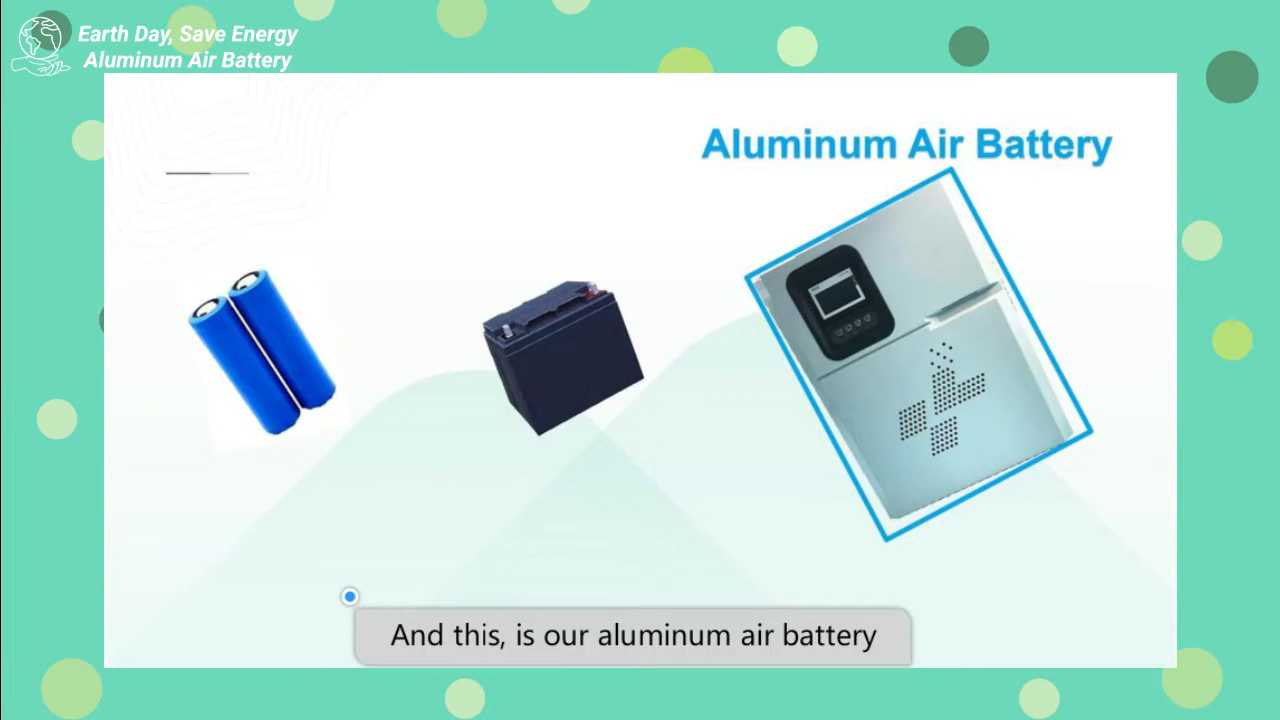 Earth Day, Save Energy
Aluminum Air Battery
Aluminum Air Battery
And this, is our aluminum air battery